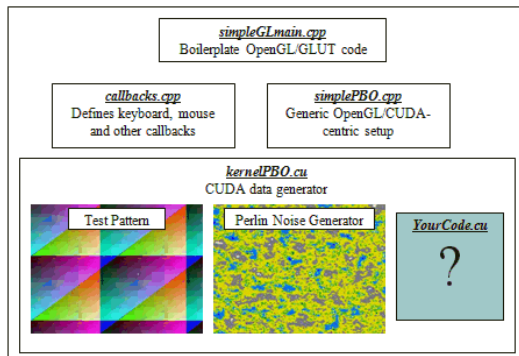 simpleGLmain.cpp
Boilerplate OpenGL/GLUT code
callbacks.cpp
Defines keyboard, mouse
and other callbacks
simplePBO.cpp
Generic OpenGL/CUDA-
centric setup
kernelPBO.cu
CUDA data generator
Test Pattern
Perlin Noise Generator
YourCode.cu
?